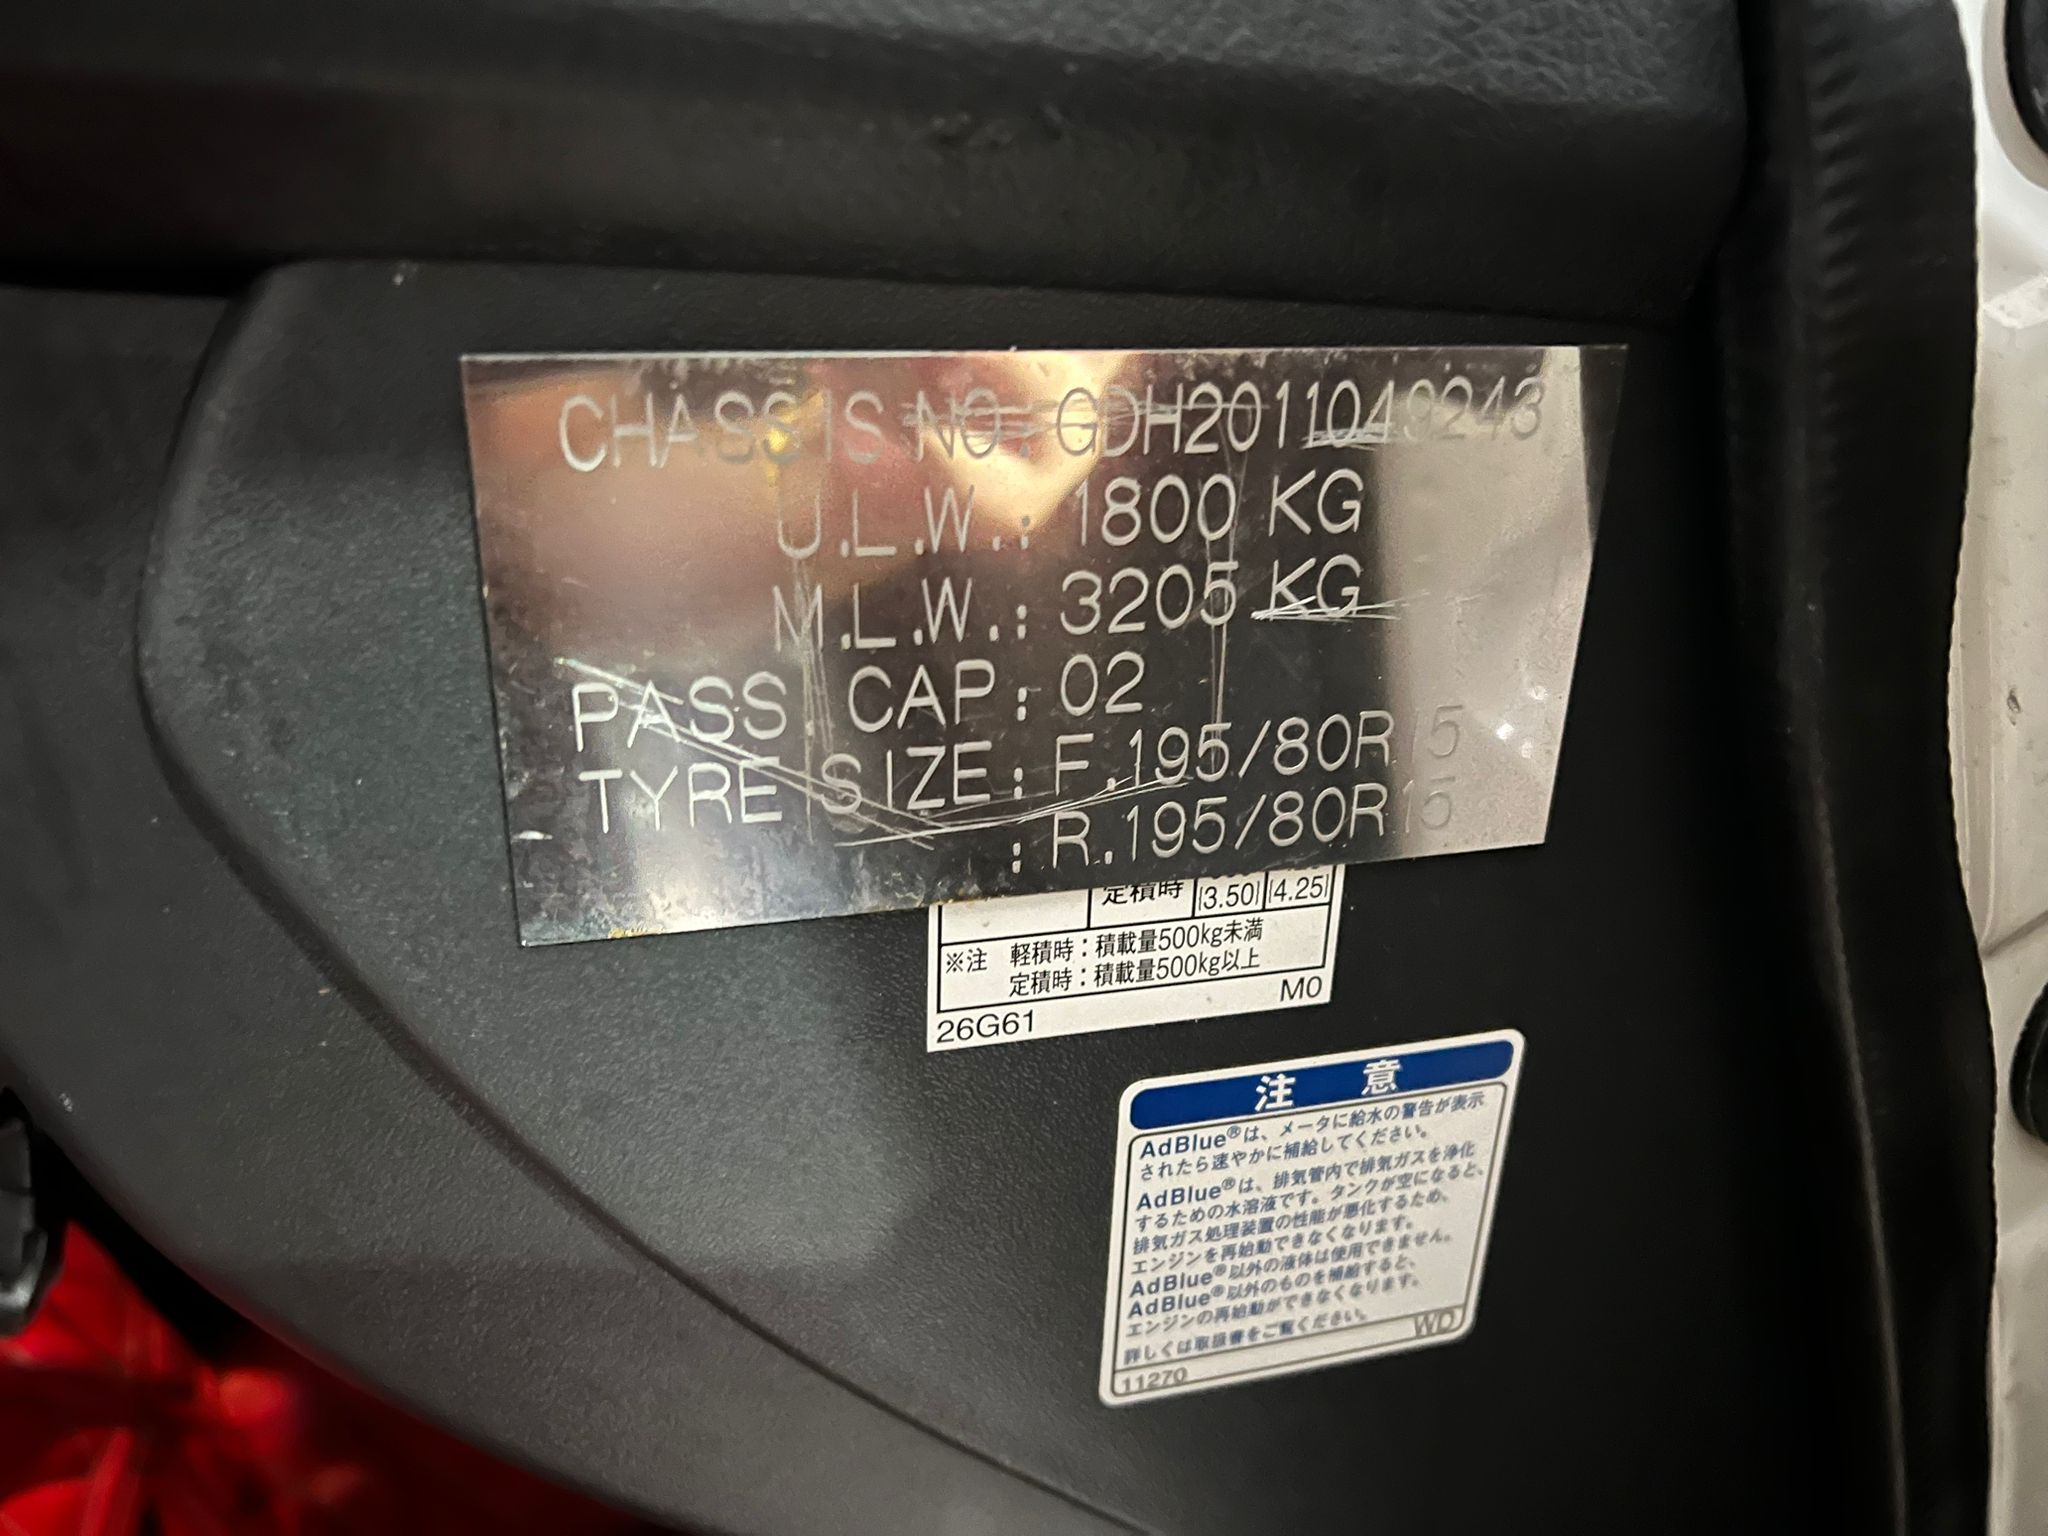 CHASSIS NO.: GDH2011049243
U.L.W.: 1800 KG
M.L.W.: 3205 KG
PASS CAP: 02
TYRE SIZE: F.195/80R15
: R.195/80R15
定積時 (3.50) (4.25)
※注 軽積時：積載量500kg未満
定積時：積載量500kg以上
M0
26G61
注 意
AdBlue®は、メータに給水の警告が表示
されたら速やかに補給してください。
AdBlue®は、排気管内で排気ガスを浄化
するための水溶液です。タンクが空になると、
排気ガス処理装置の性能が悪化するため、
エンジンを再始動できなくなります。
AdBlue®以外の液体は使用できません。
AdBlue®以外のものを補給すると、
エンジンの再始動ができなくなります。
詳しくは取扱書をご覧ください。
WD
11270